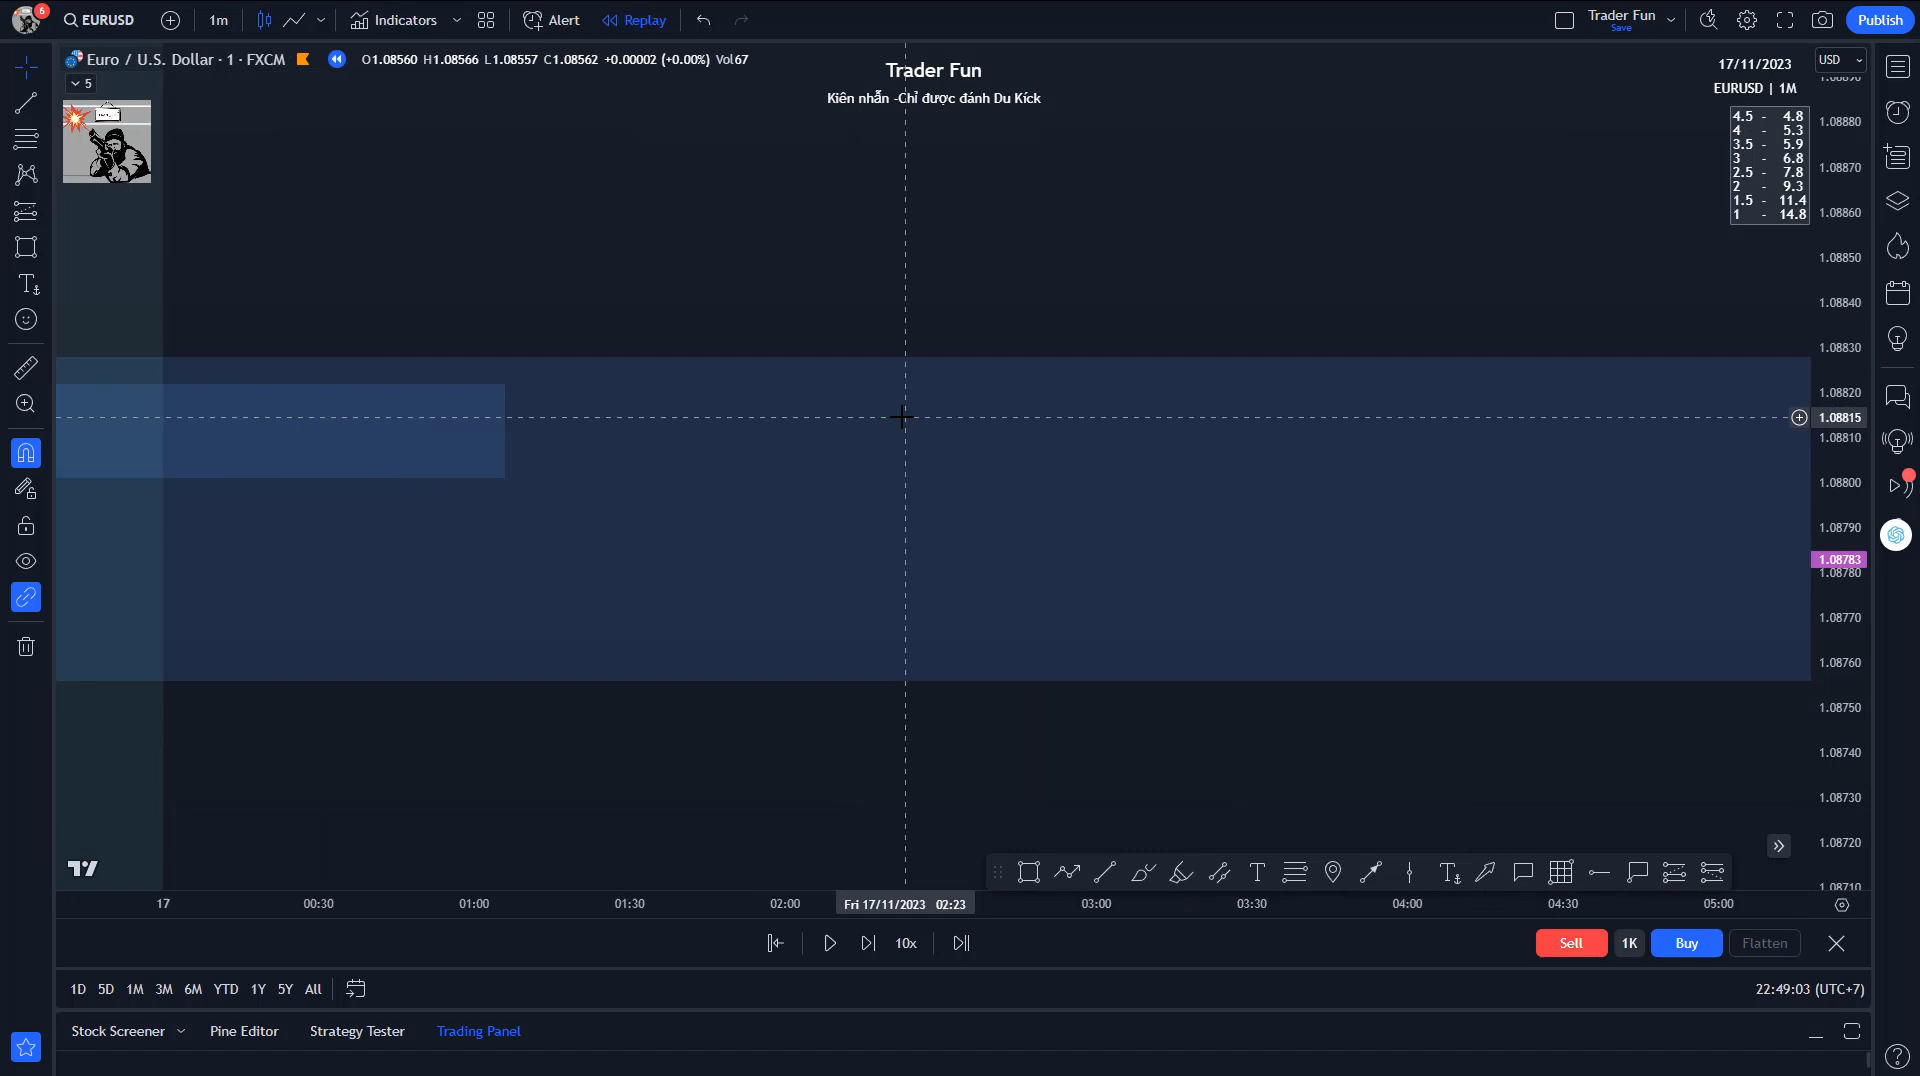 6
EURUSD
1m
Indicators
Alert
Replay
Trader Fun
Save
Publish
Euro / U.S. Dollar · 1 · FXCM
O1.08560 H1.08566 L1.08557 C1.08562 +0.00002 (+0.00%) Vol67
5
Trader Fun
Kiên nhẫn -Chỉ được đánh Du Kích
17/11/2023
EURUSD | 1M
USD
4.5 - 4.8
4 - 5.3
3.5 - 5.9
3 - 6.8
2.5 - 7.8
2 - 9.3
1.5 - 11.4
1 - 14.8
1.08890
1.08880
1.08870
1.08860
1.08850
1.08840
1.08830
1.08820
1.08815
1.08810
1.08800
1.08790
1.08783
1.08780
1.08770
1.08760
1.08750
1.08740
1.08730
1.08720
1.08710
17
00:30
01:00
01:30
02:00
Fri 17/11/2023 02:23
03:00
03:30
04:00
04:30
05:00
10x
Sell
1K
Buy
Flatten
1D 5D 1M 3M 6M YTD 1Y 5Y All
22:49:03 (UTC+7)
Stock Screener
Pine Editor
Strategy Tester
Trading Panel